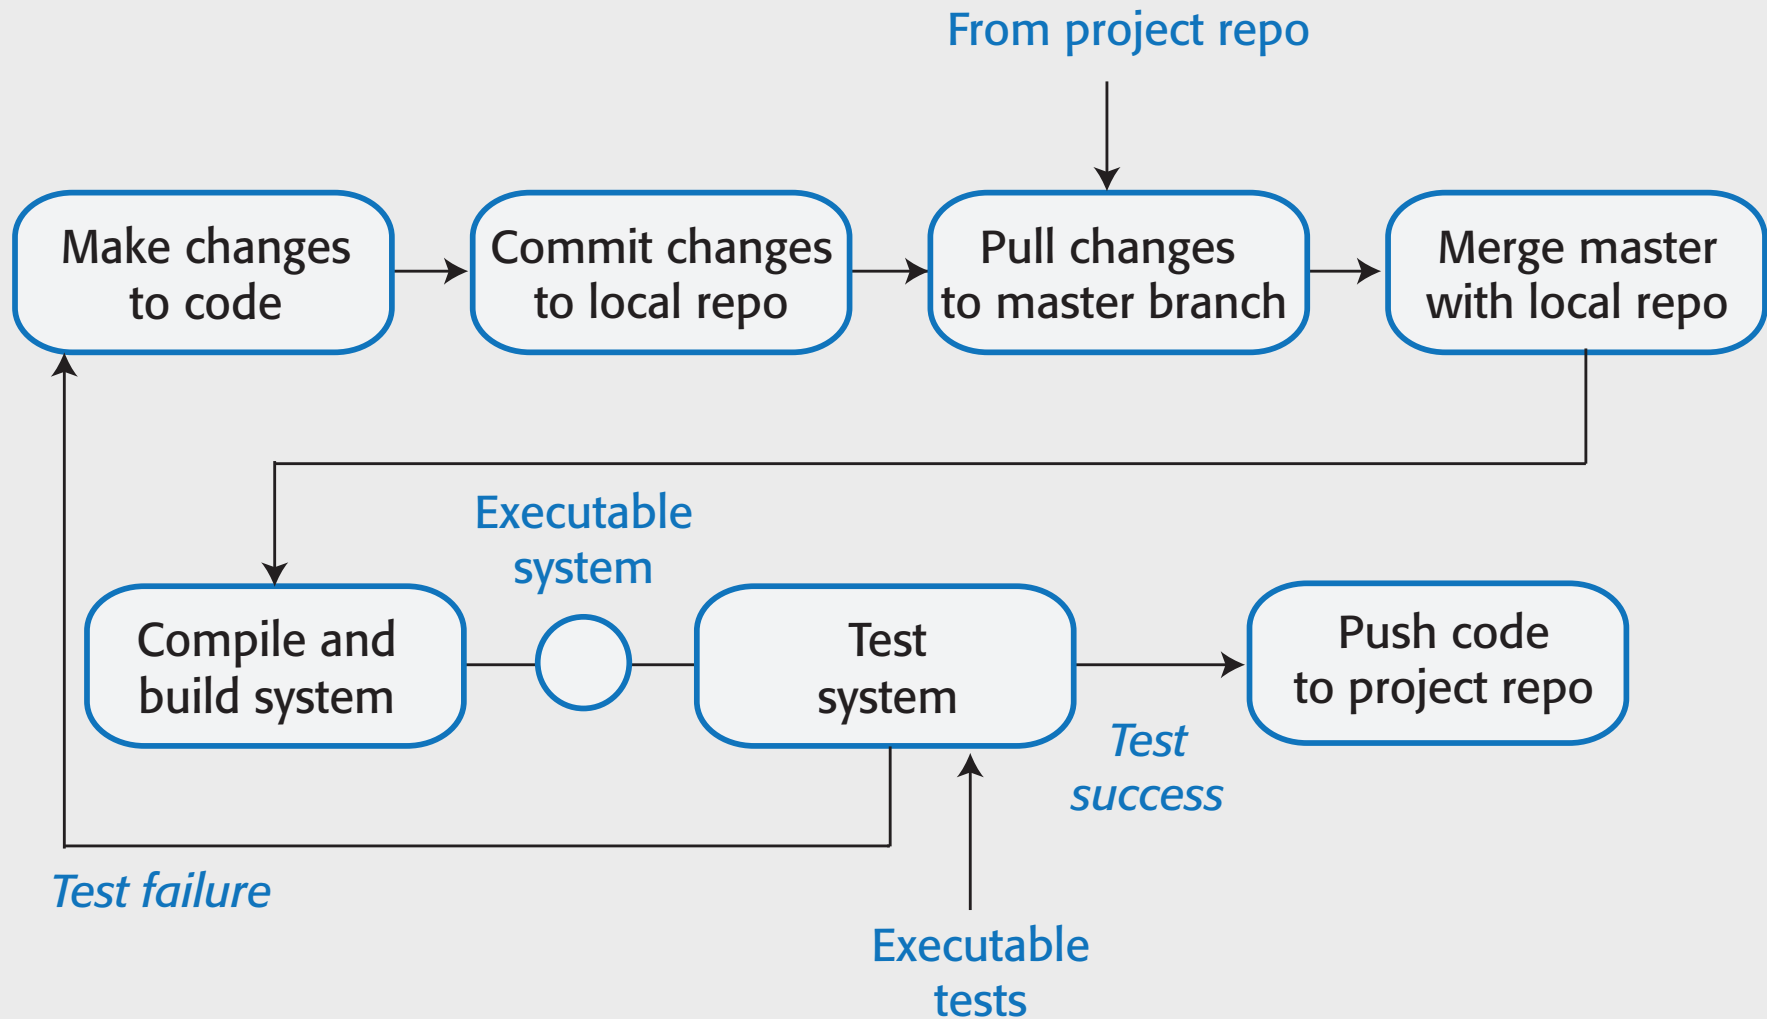 From project repo
Make changes
to code
Commit changes
to local repo
Pull changes
to master branch
Merge master
with local repo
Executable
system
Compile and
build system
Test
system
Push code
to project repo
Test
success
Test failure
Executable
tests